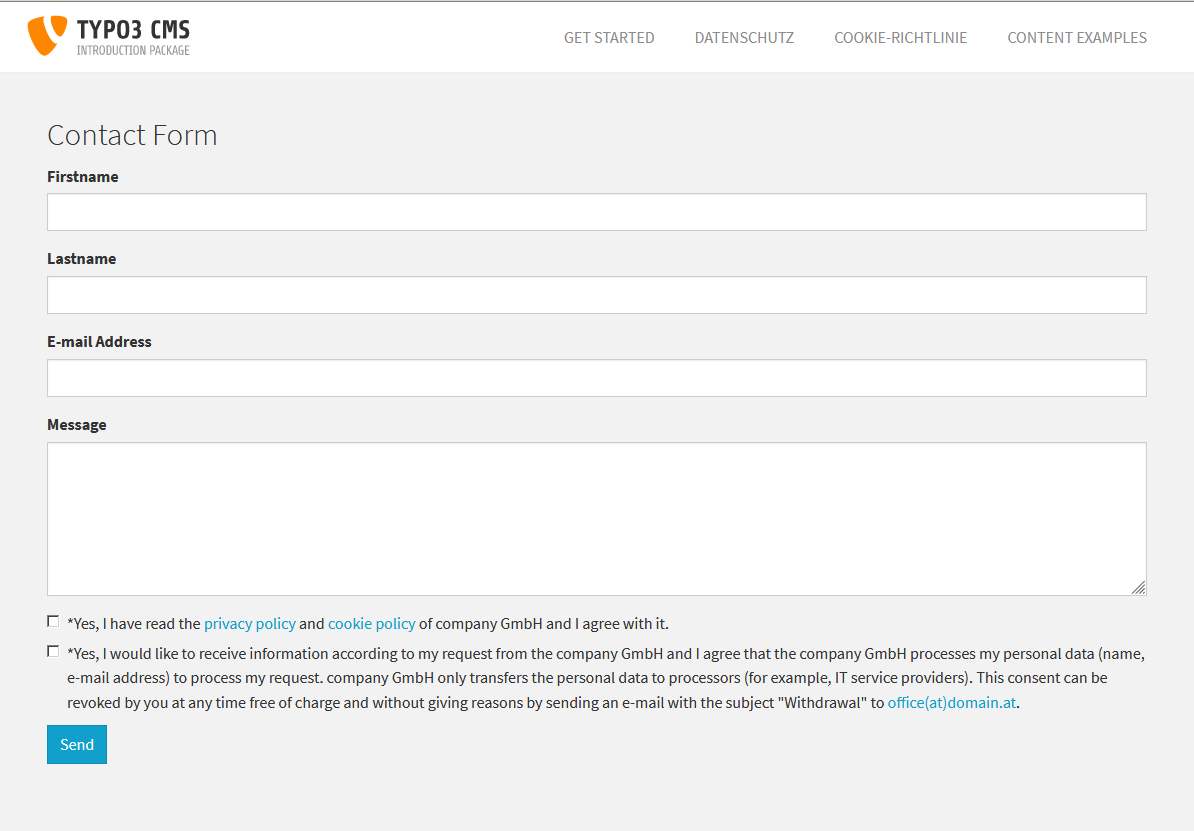 TYPO3 CMS
INTRODUCTION PACKAGE
GET STARTED
DATENSCHUTZ
COOKIE-RICHTLINIE
CONTENT EXAMPLES
Contact Form
Firstname
Lastname
E-mail Address
Message
*Yes, I have read the privacy policy and cookie policy of company GmbH and I agree with it.
*Yes, I would like to receive information according to my request from the company GmbH and I agree that the company GmbH processes my personal data (name,
e-mail address) to process my request. company GmbH only transfers the personal data to processors (for example, IT service providers). This consent can be
revoked by you at any time free of charge and without giving reasons by sending an e-mail with the subject "Withdrawal" to office(at)domain.at.
Send